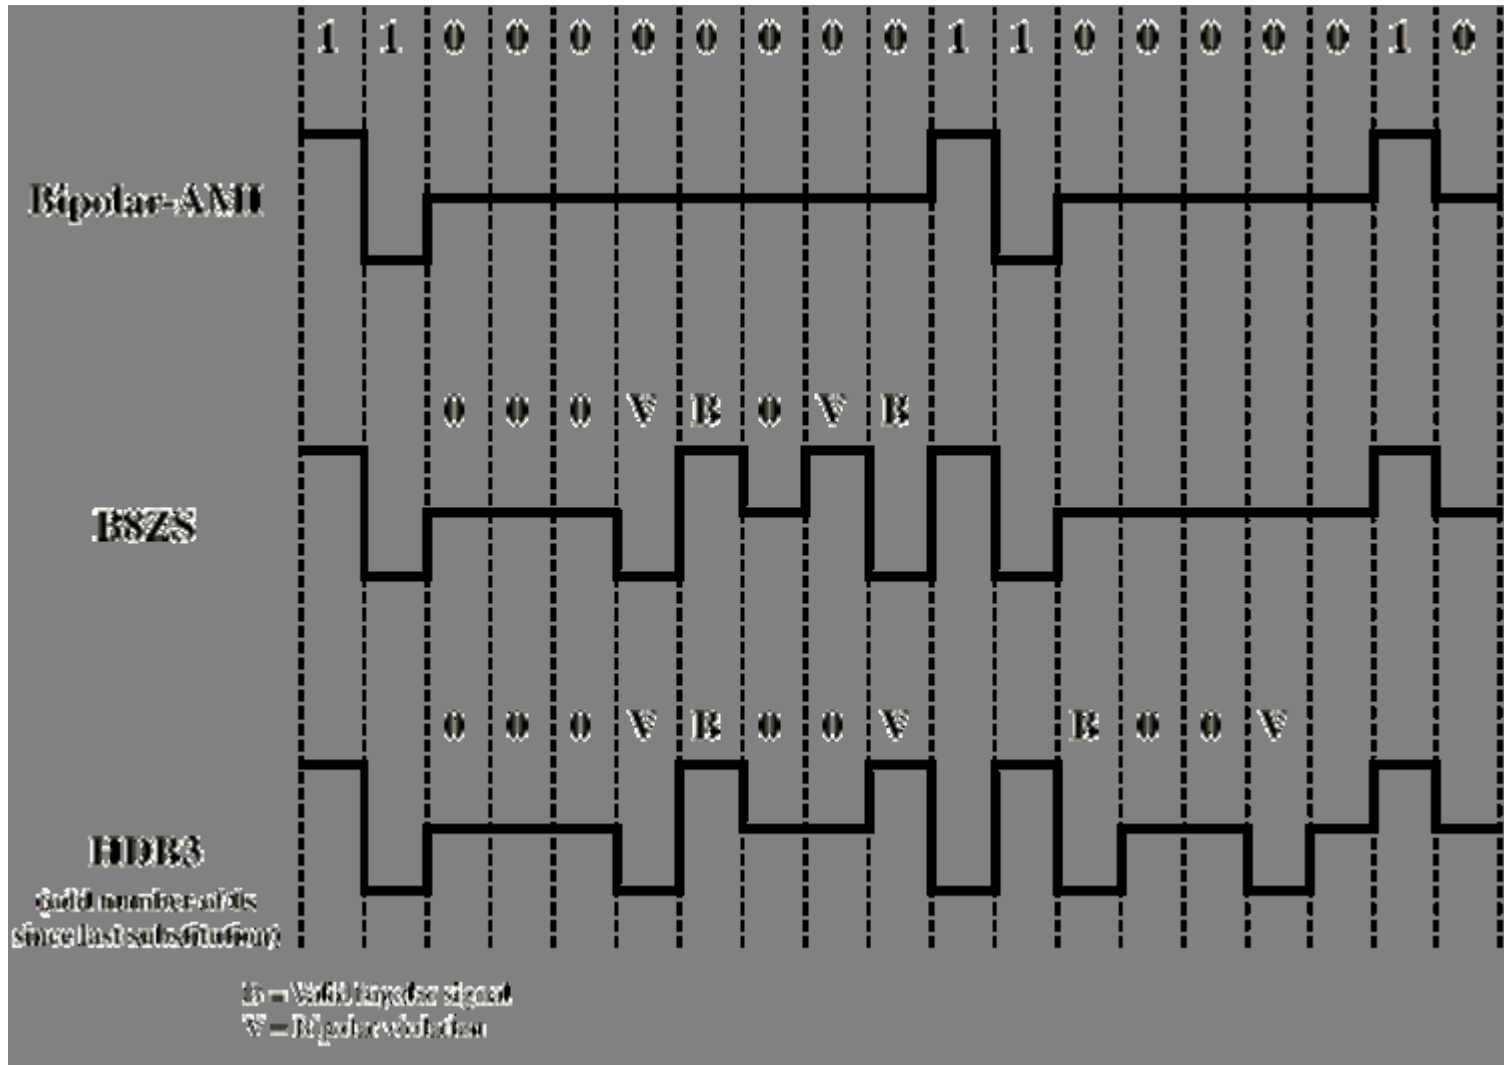 1 1 0 0 0 0 0 0 0 0 1 1 0 0 0 0 0 1 0
Bipolar-AMI
0 0 0 V B 0 V B
B8ZS
0 0 0 V B 0 0 V B 0 0 V
HDB3
(odd number of 1s
since last substitution)
B = Valid bipolar signal
V = Bipolar violation